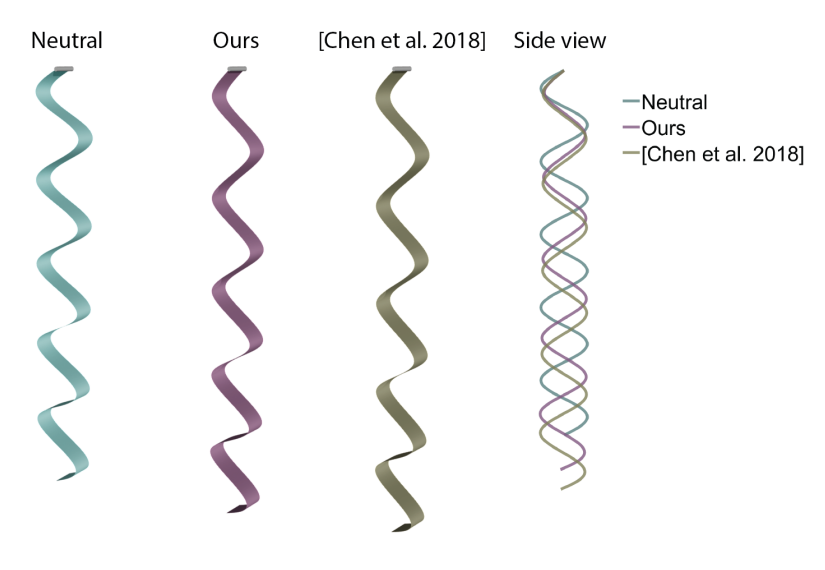 Neutral
Ours
[Chen et al. 2018]
Side view
Neutral
Ours
[Chen et al. 2018]